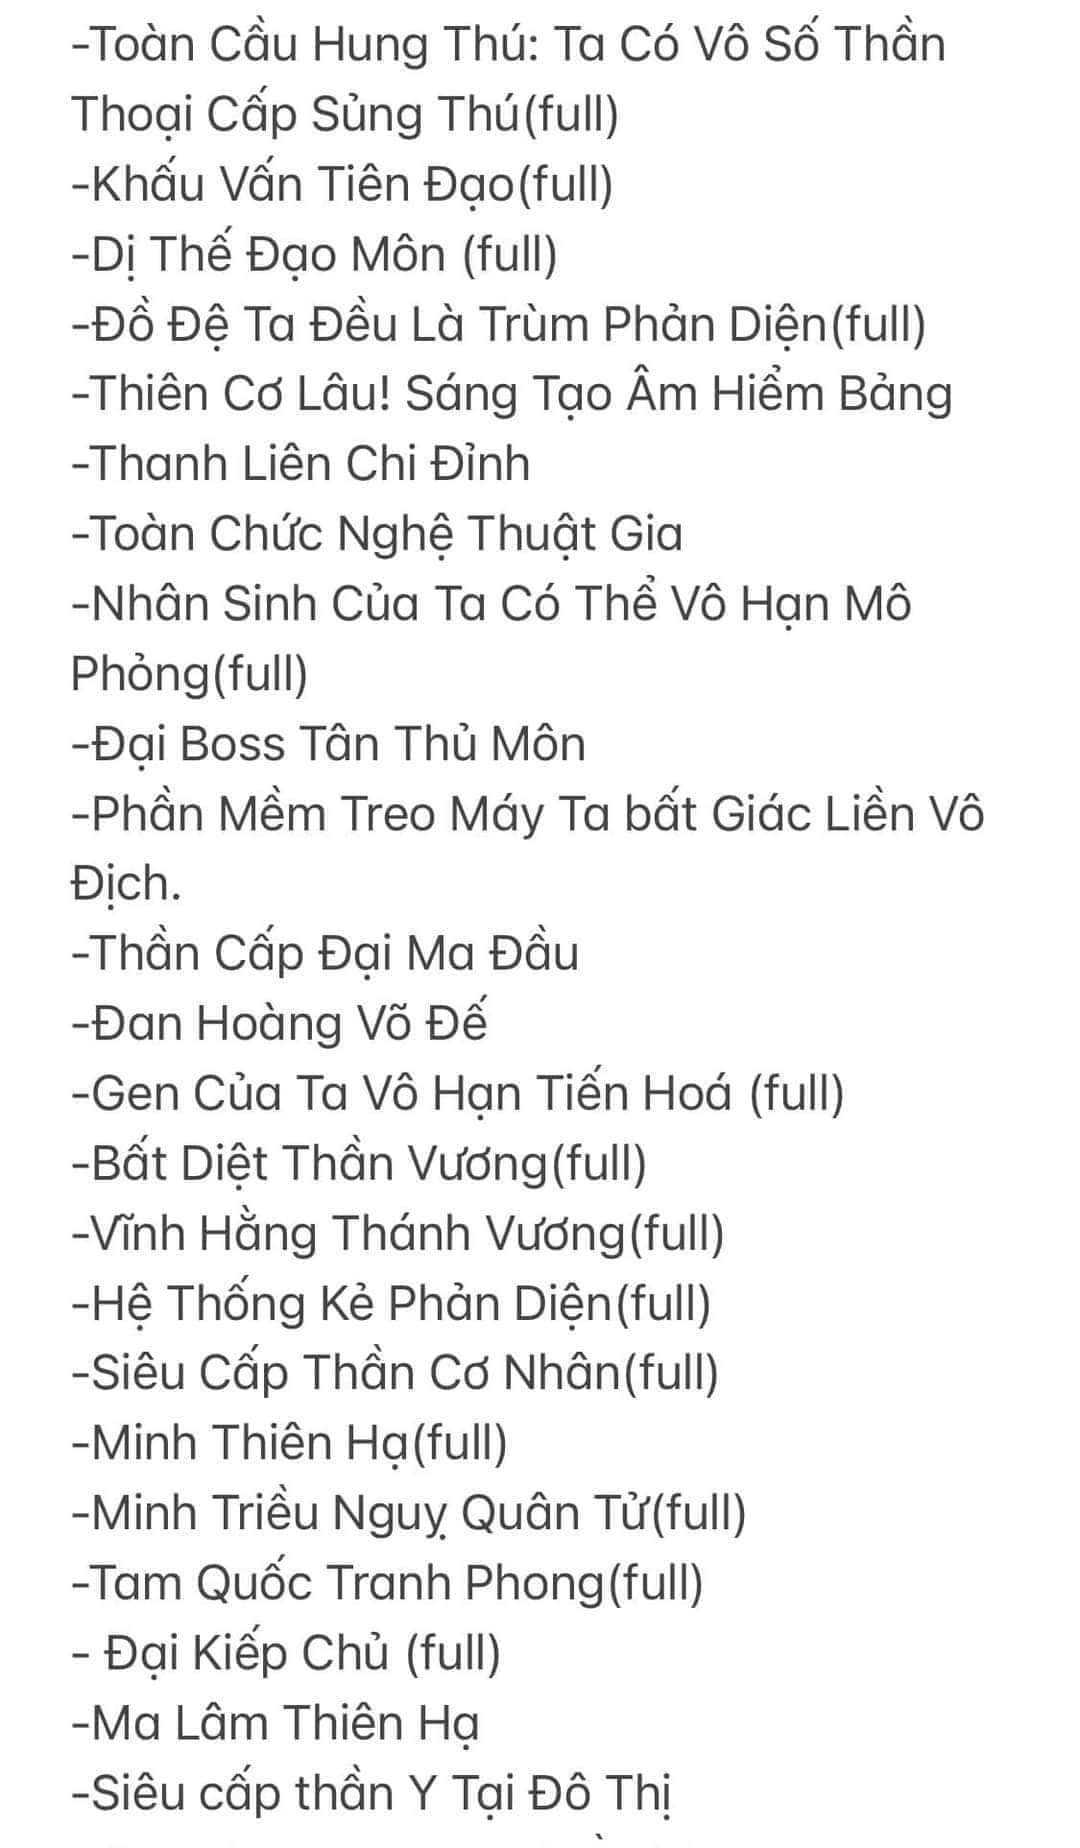 -Toàn Cầu Hung Thú: Ta Có Vô Số Thần
Thoại Cấp Sủng Thú(full)
-Khấu Vấn Tiên Đạo(full)
-Dị Thế Đạo Môn (full)
-Đồ Đệ Ta Đều Là Trùm Phản Diện(full)
-Thiên Cơ Lâu! Sáng Tạo Âm Hiểm Bảng
-Thanh Liên Chi Đỉnh
-Toàn Chức Nghệ Thuật Gia
-Nhân Sinh Của Ta Có Thể Vô Hạn Mô
Phỏng(full)
-Đại Boss Tân Thủ Môn
-Phần Mềm Treo Máy Ta bất Giác Liền Vô
Địch.
-Thần Cấp Đại Ma Đầu
-Đan Hoàng Võ Đế
-Gen Của Ta Vô Hạn Tiến Hoá (full)
-Bất Diệt Thần Vương(full)
-Vĩnh Hằng Thánh Vương(full)
-Hệ Thống Kẻ Phản Diện(full)
-Siêu Cấp Thần Cơ Nhân(full)
-Minh Thiên Hạ(full)
-Minh Triều Nguỵ Quân Tử(full)
-Tam Quốc Tranh Phong(full)
- Đại Kiếp Chủ (full)
-Ma Lâm Thiên Hạ
-Siêu cấp thần Y Tại Đô Thị